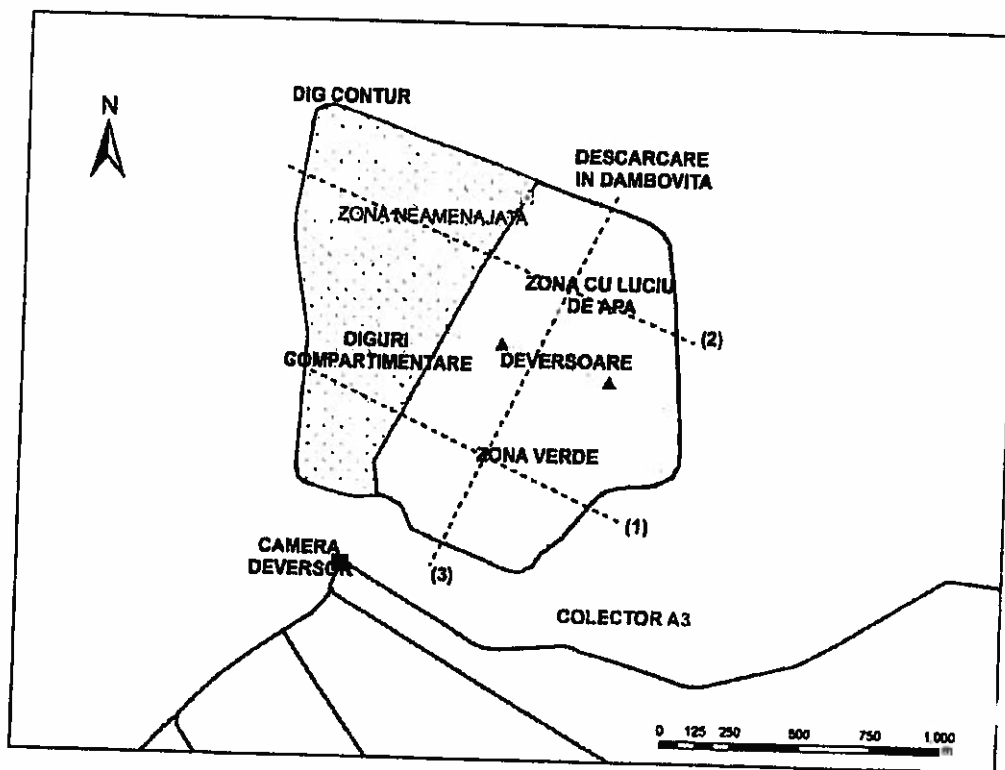 DIG CONTUR
N
DESCARCARE
IN DAMBOVITA
ZONA NEAMENAJATA
ZONA CU LUCIU
DE APA
(2)
DIGURI
COMPARTIMENTARE
DEVERSOARE
ZONA VERDE
(1)
CAMERA
DEVERSOR
(3)
COLECTOR A3
0 125 250 500 750 1.000
m